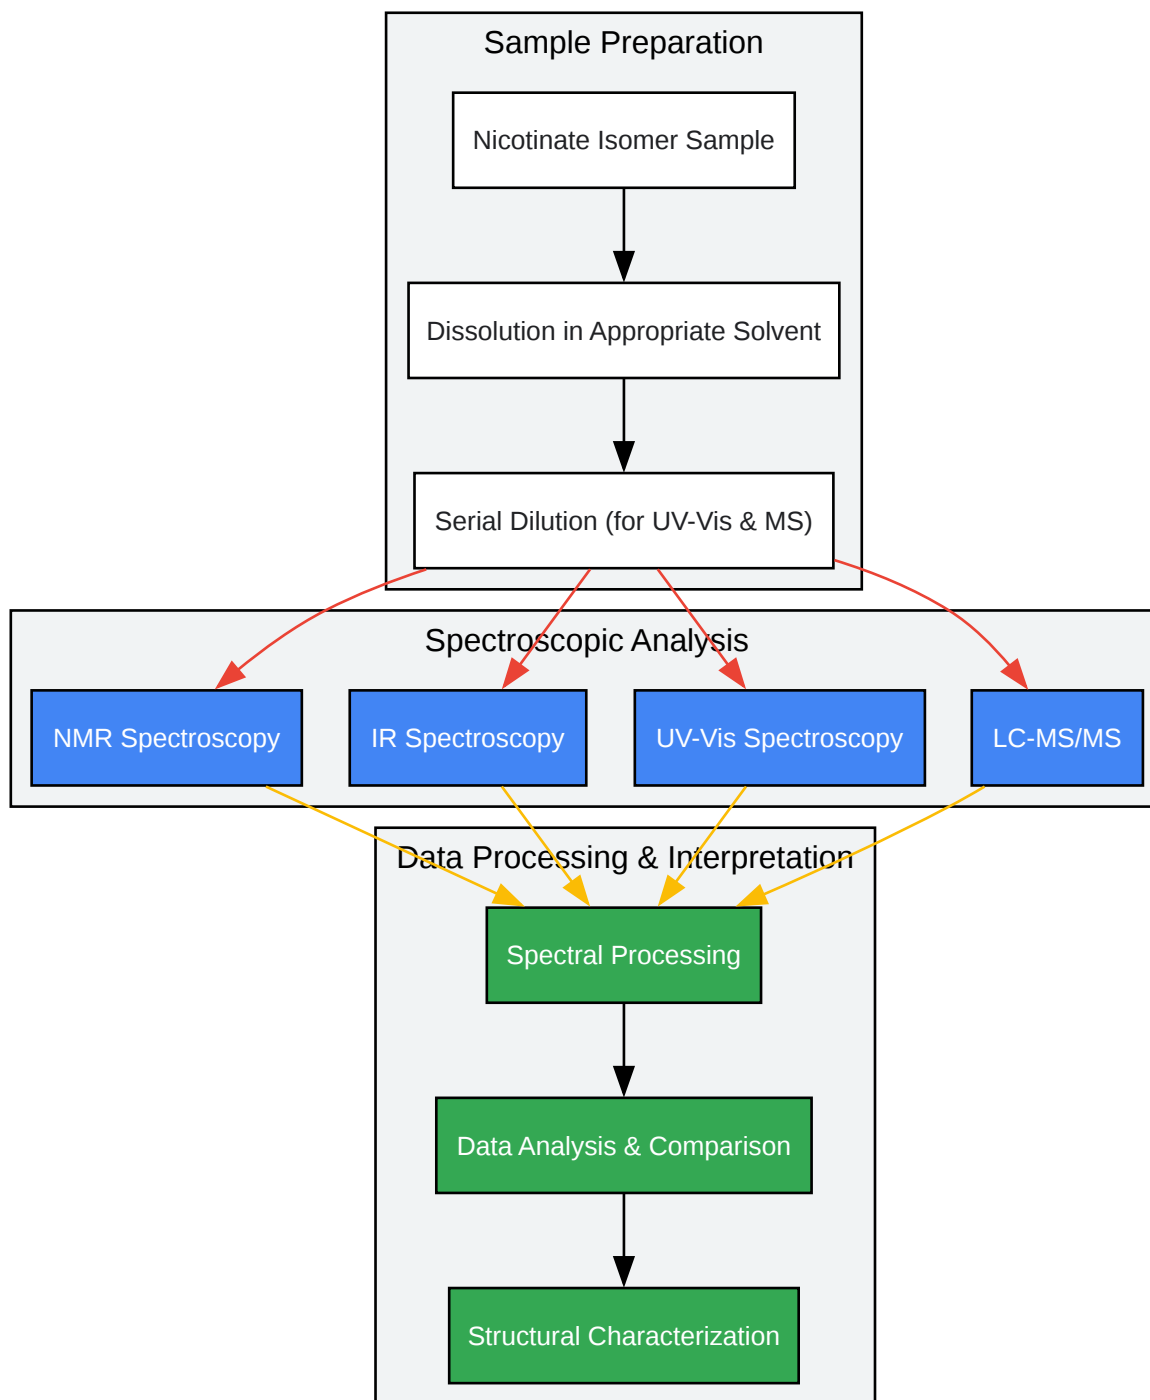 Sample Preparation
Nicotinate Isomer Sample
Dissolution in Appropriate Solvent
Serial Dilution (for UV-Vis & MS)
Spectroscopic Analysis
NMR Spectroscopy
IR Spectroscopy
UV-Vis Spectroscopy
LC-MS/MS
Data Processing & Interpretation
Spectral Processing
Data Analysis & Comparison
Structural Characterization